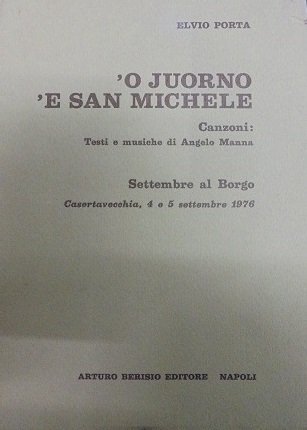 ELVIO PORTA
'O JUORNO
'E SAN MICHELE
Canzoni:
Testi e musiche di Angelo Manna
Settembre al Borgo
Casertavecchia, 4 e 5 settembre 1976
ARTURO BERISIO EDITORE NAPOLI